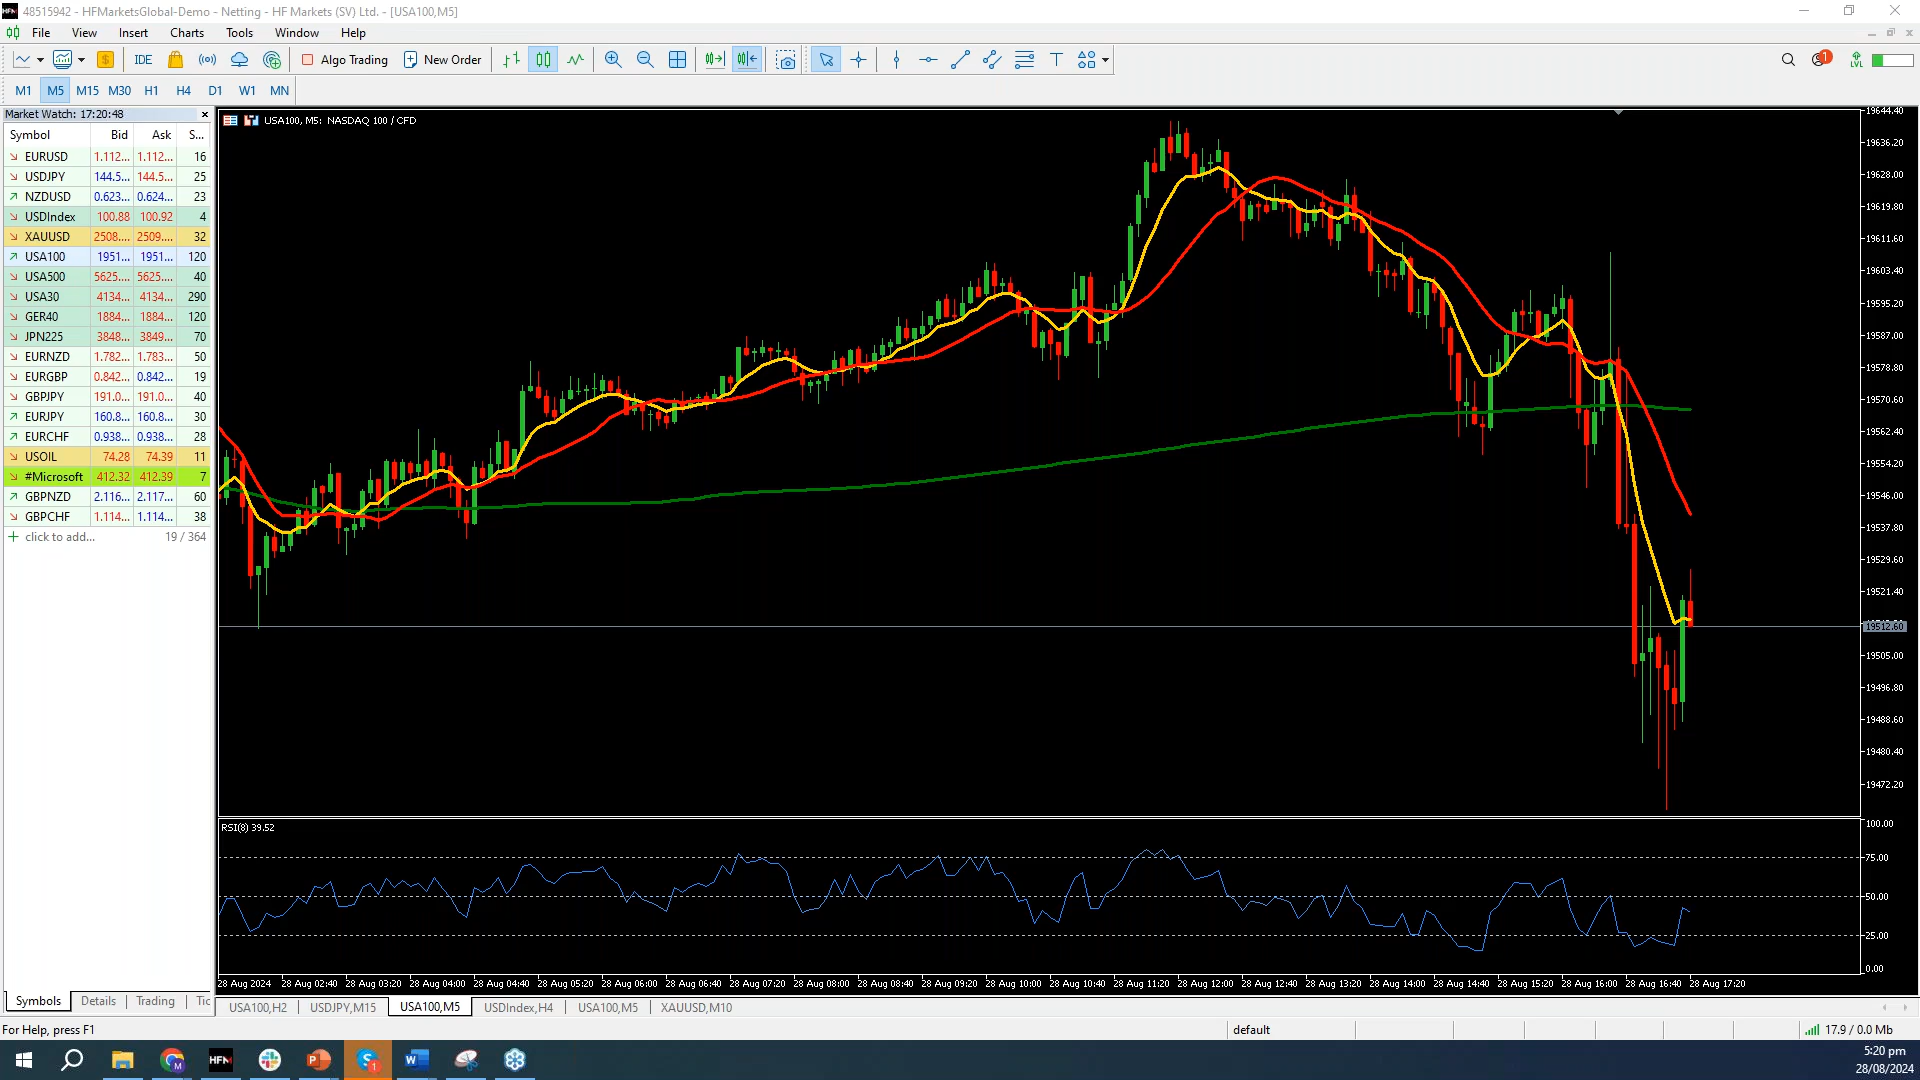 48515942 - HFMarketsGlobal-Demo - Netting - HF Markets (SV) Ltd. - [USA100,M5]
File View Insert Charts Tools Window Help
IDE Algo Trading New Order 1 LVL
M1 M5 M15 M30 H1 H4 D1 W1 MN
Market Watch: 17:20:48
Symbol Bid Ask S...
EURUSD 1.112... 1.112... 16
USDJPY 144.5... 144.5... 25
NZDUSD 0.623... 0.624... 23
USDIndex 100.88 100.92 4
XAUUSD 2508.... 2509.... 32
USA100 1951... 1951... 120
USA500 5625.... 5625.... 40
USA30 4134... 4134... 290
GER40 1884... 1884... 120
JPN225 3848... 3849... 70
EURNZD 1.782... 1.783... 50
EURGBP 0.842... 0.842... 19
GBPJPY 191.0... 191.0... 40
EURJPY 160.8... 160.8... 30
EURCHF 0.938... 0.938... 28
USOIL 74.28 74.39 11
#Microsoft 412.32 412.39 7
GBPNZD 2.116... 2.117... 60
GBPCHF 1.114... 1.114... 38
click to add... 19 / 364
Symbols Details Trading Tic
USA100, M5: NASDAQ 100 / CFD
19644.40
19636.20
19628.00
19619.80
19611.60
19603.40
19595.20
19587.00
19578.80
19570.60
19562.40
19554.20
19546.00
19537.80
19529.60
19521.40
19512.60
19505.00
19496.80
19488.60
19480.40
19472.20
RSI(8) 39.52
100.00
75.00
50.00
25.00
0.00
28 Aug 2024 28 Aug 02:40 28 Aug 03:20 28 Aug 04:00 28 Aug 04:40 28 Aug 05:20 28 Aug 06:00 28 Aug 06:40 28 Aug 07:20 28 Aug 08:00 28 Aug 08:40 28 Aug 09:20 28 Aug 10:00 28 Aug 10:40 28 Aug 11:20 28 Aug 12:00 28 Aug 12:40 28 Aug 13:20 28 Aug 14:00 28 Aug 14:40 28 Aug 15:20 28 Aug 16:00 28 Aug 16:40 28 Aug 17:20
USA100,H2 USDJPY,M15 USA100,M5 USDIndex,H4 USA100,M5 XAUUSD,M10
For Help, press F1 default 17.9 / 0.0 Mb
HFM 1 5:20 pm
28/08/2024